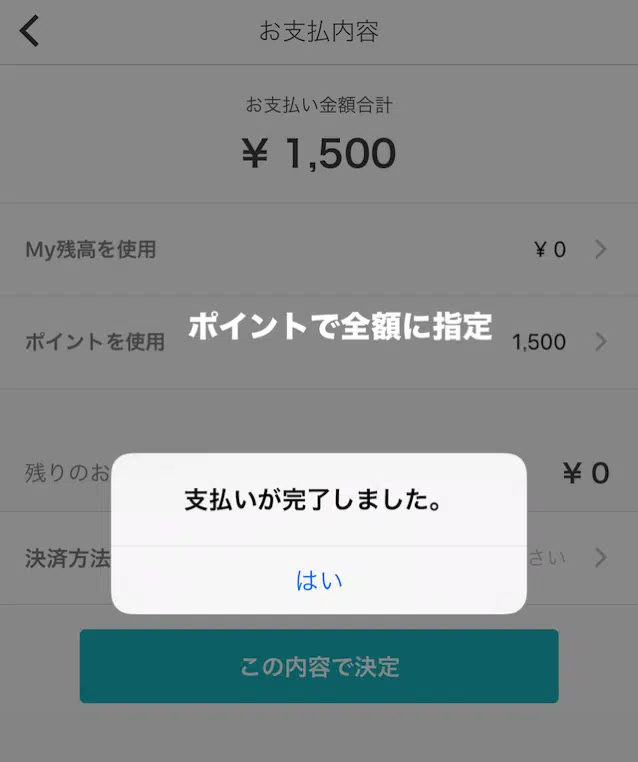 お支払内容
お支払い金額合計
¥ 1,500
My残高を使用 ¥ 0
ポイントで全額に指定
ポイントを使用 1,500
残りのお ¥ 0
支払いが完了しました。
決済方法 さい
はい
この内容で決定